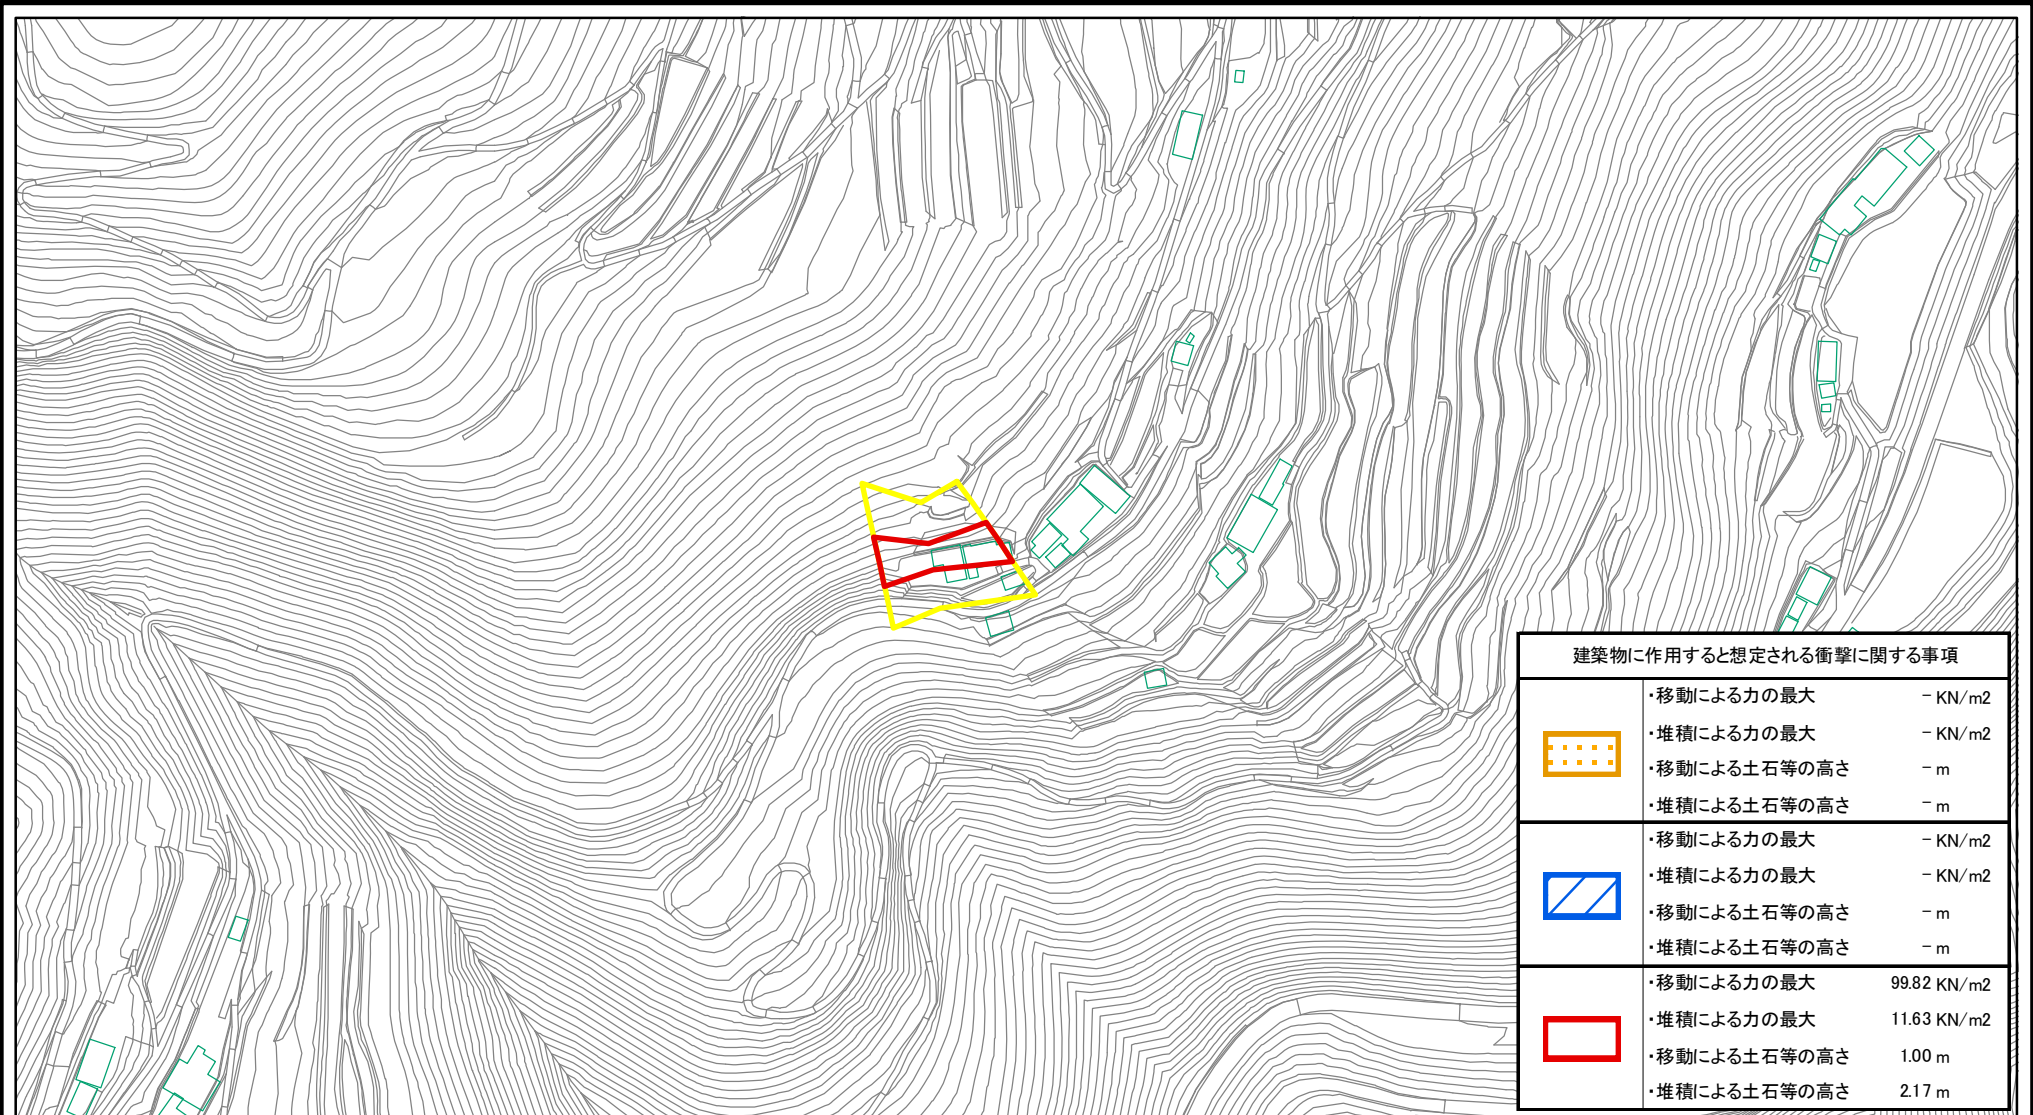 建築物に作用すると想定される衝撃に関する事項
・移動による力の最大 － KN/m2
・堆積による力の最大 － KN/m2
・移動による土石等の高さ － m
・堆積による土石等の高さ － m
・移動による力の最大 － KN/m2
・堆積による力の最大 － KN/m2
・移動による土石等の高さ － m
・堆積による土石等の高さ － m
・移動による力の最大 99.82 KN/m2
・堆積による力の最大 11.63 KN/m2
・移動による土石等の高さ 1.00 m
・堆積による土石等の高さ 2.17 m